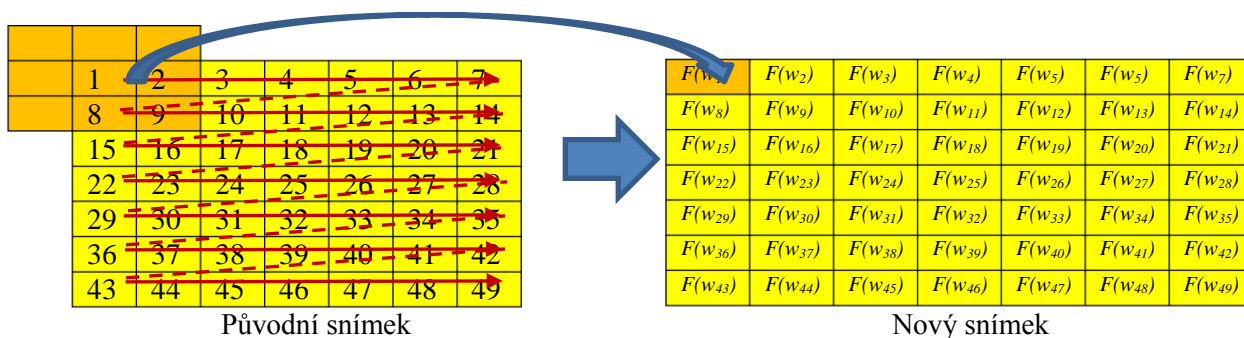 1 2 3 4 5 6 7
8 9 10 11 12 13 14
15 16 17 18 19 20 21
22 23 24 25 26 27 28
29 30 31 32 33 34 35
36 37 38 39 40 41 42
43 44 45 46 47 48 49
Původní snímek
F(w₂) F(w₃) F(w₄) F(w₅) F(w₅) F(w₇)
F(w₈) F(w₉) F(w₁₀) F(w₁₁) F(w₁₂) F(w₁₃) F(w₁₄)
F(w₁₅) F(w₁₆) F(w₁₇) F(w₁₈) F(w₁₉) F(w₂₀) F(w₂₁)
F(w₂₂) F(w₂₃) F(w₂₄) F(w₂₅) F(w₂₆) F(w₂₇) F(w₂₈)
F(w₂₉) F(w₃₀) F(w₃₁) F(w₃₂) F(w₃₃) F(w₃₄) F(w₃₅)
F(w₃₆) F(w₃₇) F(w₃₈) F(w₃₉) F(w₄₀) F(w₄₁) F(w₄₂)
F(w₄₃) F(w₄₄) F(w₄₅) F(w₄₆) F(w₄₇) F(w₄₈) F(w₄₉)
Nový snímek